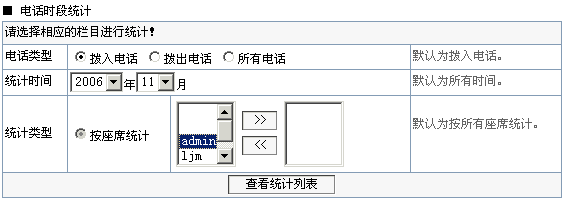 ■ 电话时段统计
请选择相应的栏目进行统计！
电话类型 拨入电话 拨出电话 所有电话 默认为拨入电话。
统计时间 2006 年 11 月 默认为所有时间。
统计类型 按座席统计 admin ljm >> << 默认为按所有座席统计。
查看统计列表